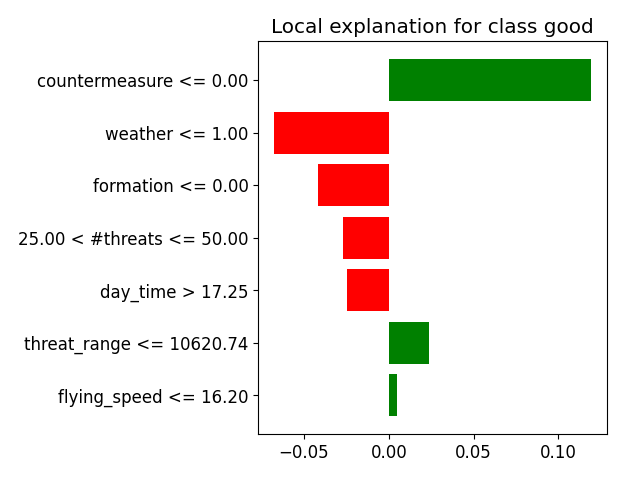 Local explanation for class good
countermeasure <= 0.00
weather <= 1.00
formation <= 0.00
25.00 < #threats <= 50.00
day_time > 17.25
threat_range <= 10620.74
flying_speed <= 16.20
−0.05 0.00 0.05 0.10